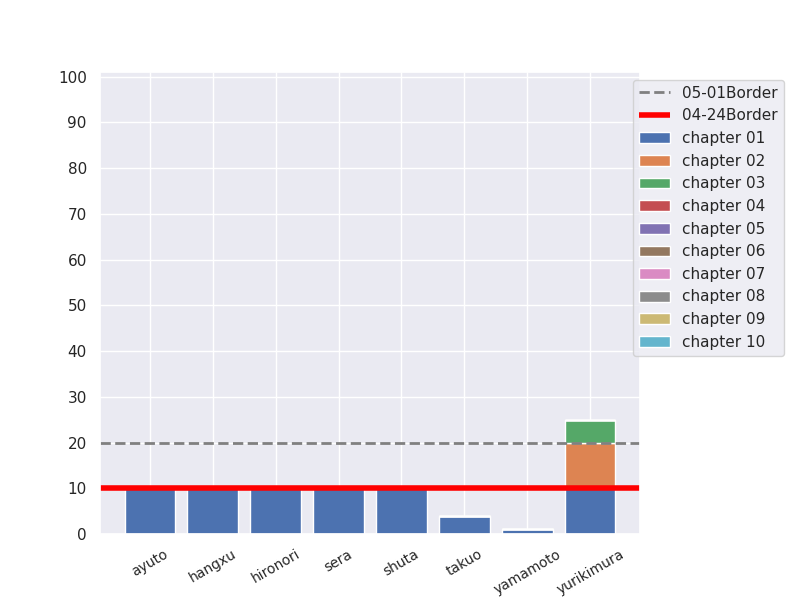 100
90
80
70
60
50
40
30
20
10
0
ayuto
hangxu
hironori
sera
shuta
takuo
yamamoto
yurikimura
05-01Border
04-24Border
chapter 01
chapter 02
chapter 03
chapter 04
chapter 05
chapter 06
chapter 07
chapter 08
chapter 09
chapter 10